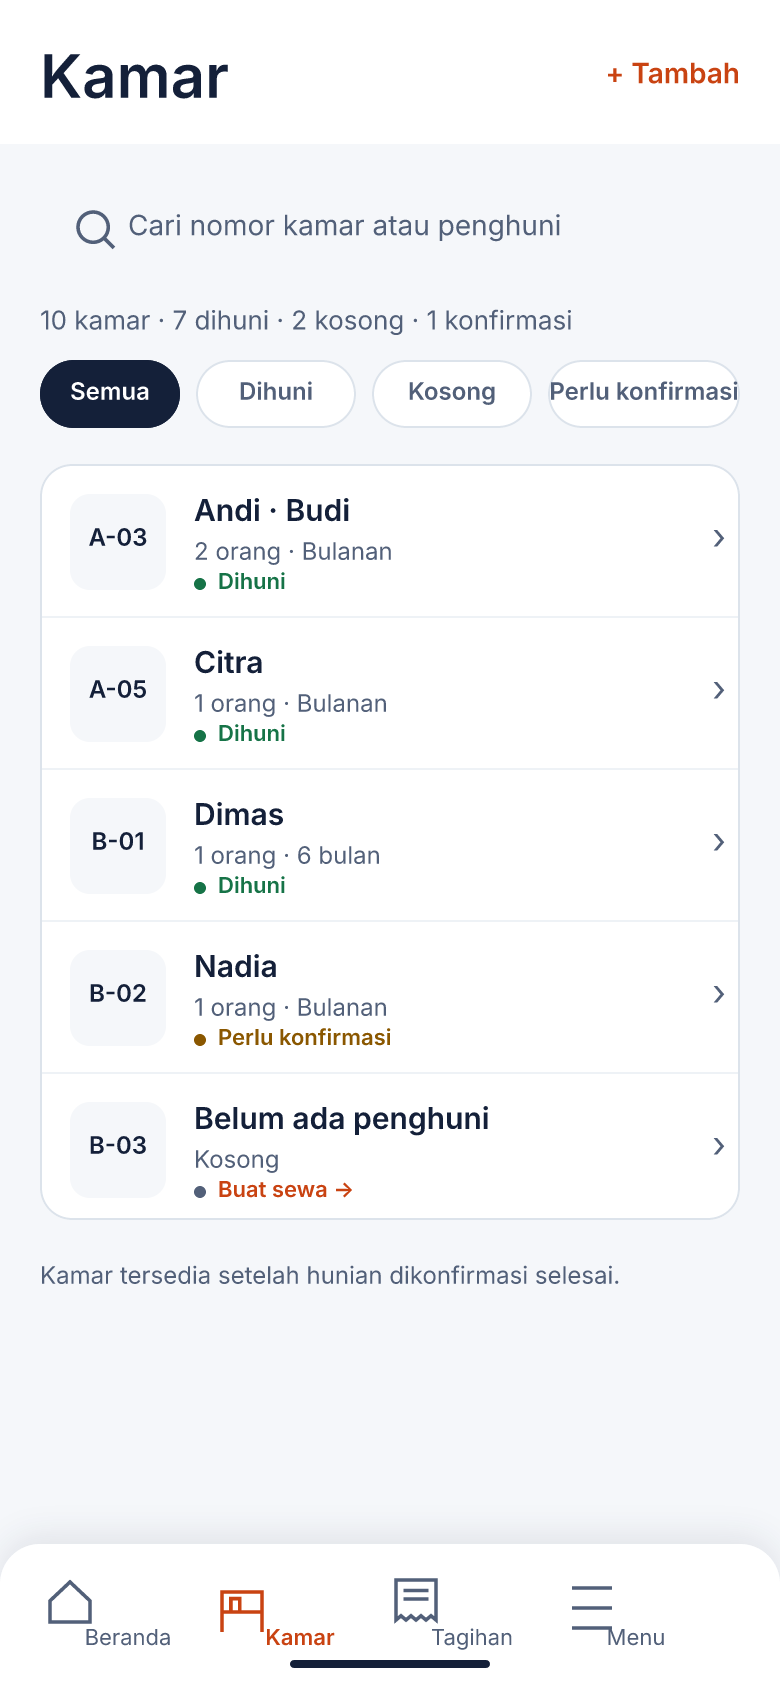 Kamar
+ Tambah
Cari nomor kamar atau penghuni
10 kamar · 7 dihuni · 2 kosong · 1 konfirmasi
Semua
Dihuni
Kosong
Perlu konfirmasi
A-03
Andi · Budi
2 orang · Bulanan
Dihuni
A-05
Citra
1 orang · Bulanan
Dihuni
B-01
Dimas
1 orang · 6 bulan
Dihuni
B-02
Nadia
1 orang · Bulanan
Perlu konfirmasi
B-03
Belum ada penghuni
Kosong
Buat sewa →
Kamar tersedia setelah hunian dikonfirmasi selesai.
Beranda
Kamar
Tagihan
Menu